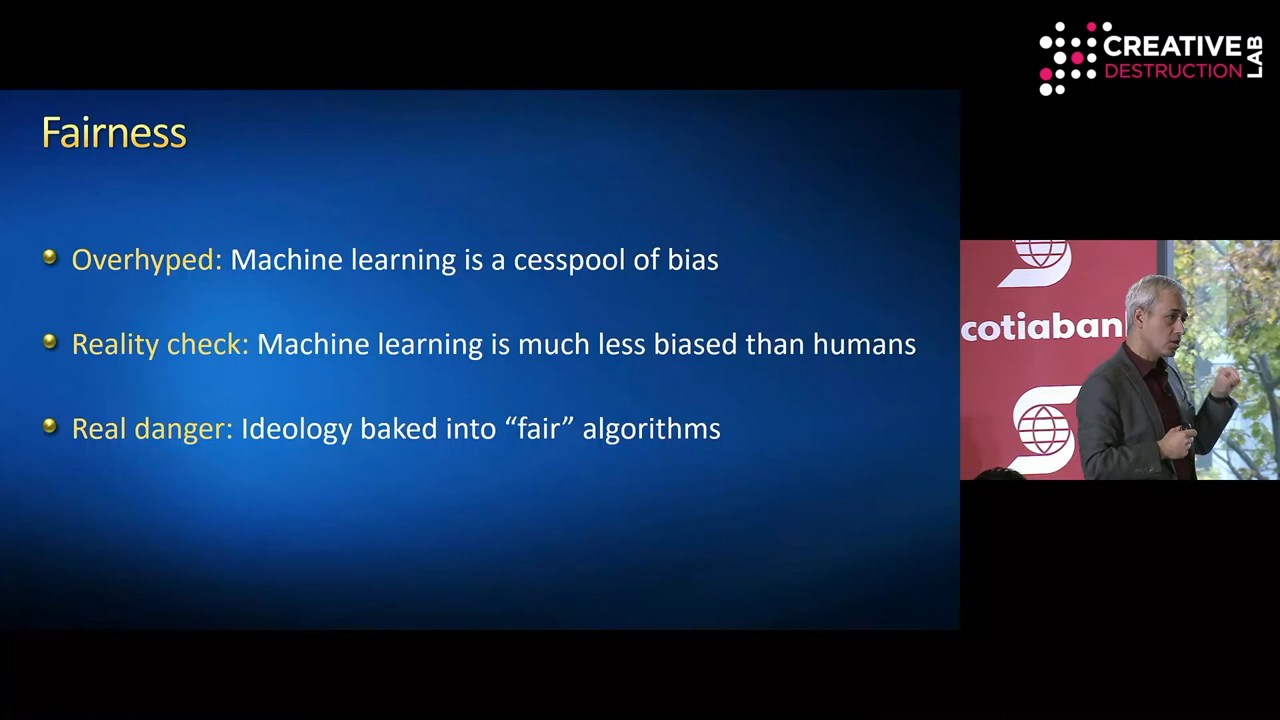 CREATIVE
DESTRUCTION
LAB
Fairness
Overhyped: Machine learning is a cesspool of bias
Reality check: Machine learning is much less biased than humans
Real danger: Ideology baked into “fair” algorithms
cotiaban